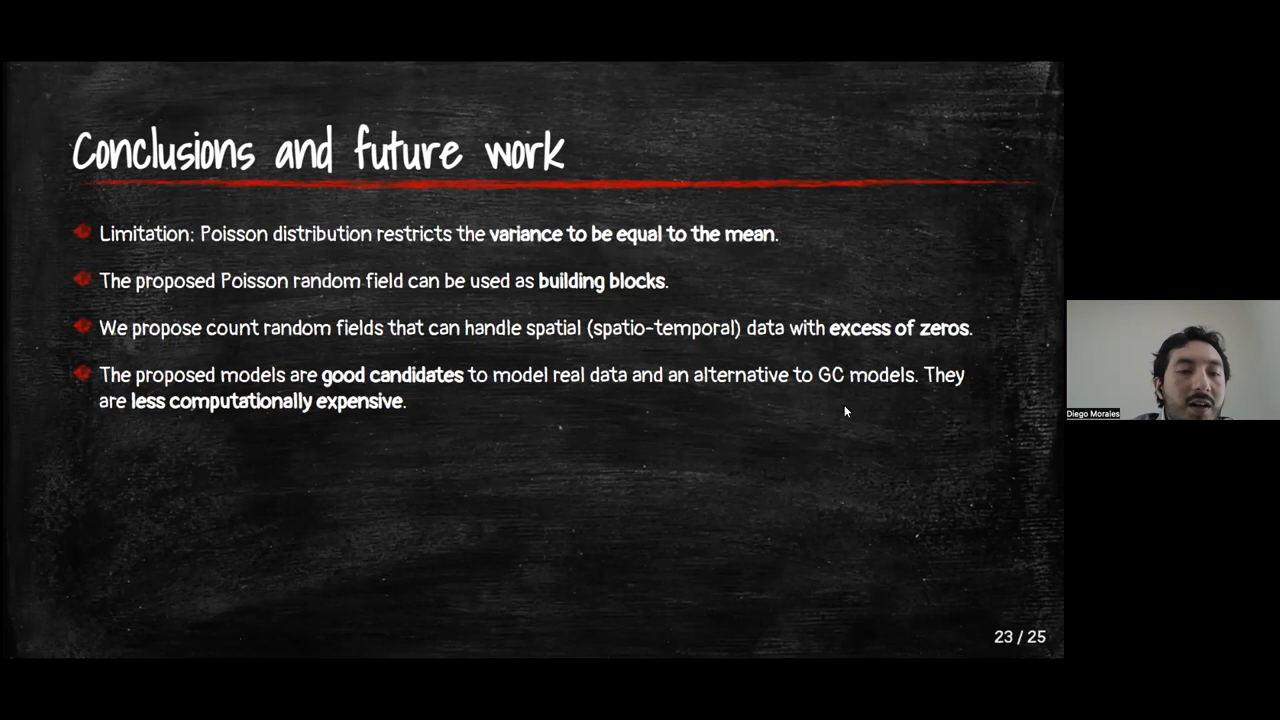 Conclusions and future work
Limitation: Poisson distribution restricts the variance to be equal to the mean.
The proposed Poisson random field can be used as building blocks.
We propose count random fields that can handle spatial (spatio-temporal) data with excess of zeros.
The proposed models are good candidates to model real data and an alternative to GC models. They
are less computationally expensive.
Diego Morales
23 / 25